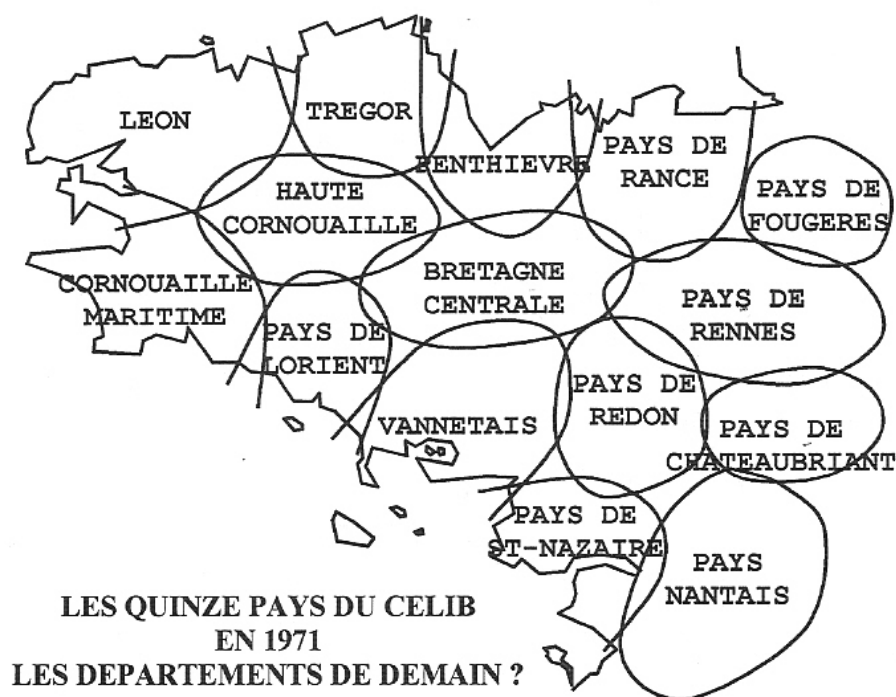 LEON
TREGOR
PENTHIEVRE
PAYS DE
RANCE
PAYS DE
FOUGERES
HAUTE
CORNOUAILLE
CORNOUAILLE
MARITIME
BRETAGNE
CENTRALE
PAYS DE
RENNES
PAYS DE
LORIENT
VANNETAIS
PAYS DE
REDON
PAYS DE
CHATEAUBRIANT
PAYS DE
ST-NAZAIRE
PAYS
NANTAIS
LES QUINZE PAYS DU CELIB
EN 1971
LES DEPARTEMENTS DE DEMAIN ?